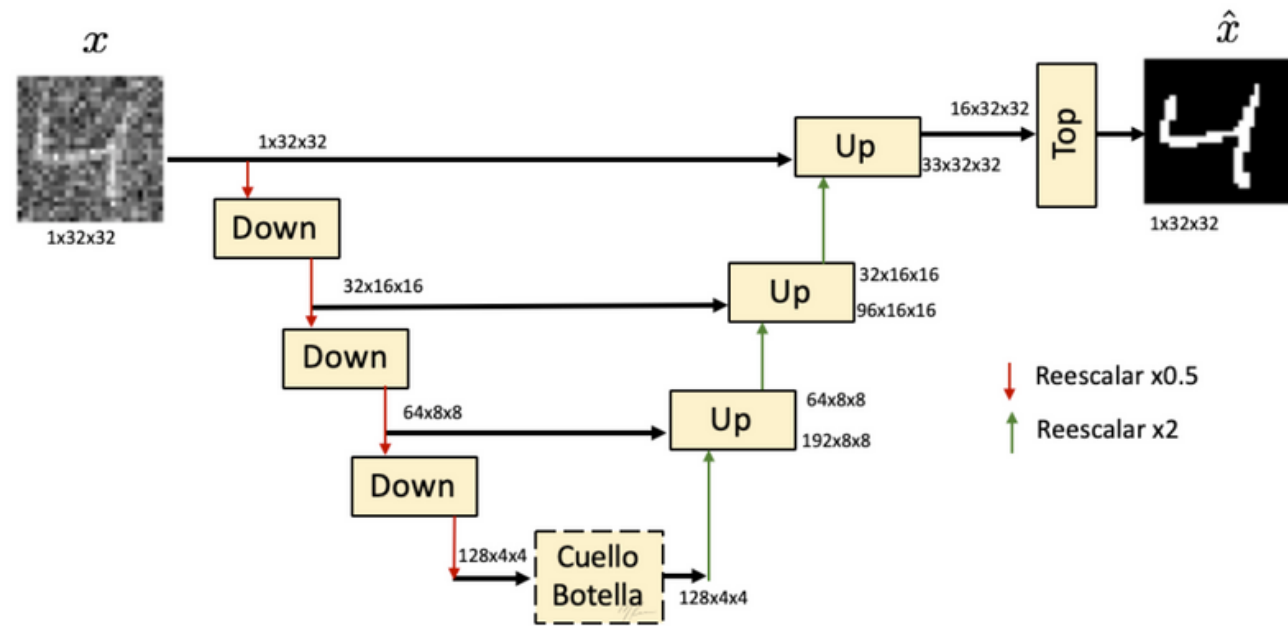 x
x̂
1x32x32
1x32x32
Down
Up
16x32x32
33x32x32
Top
1x32x32
32x16x16
Down
Up
32x16x16
96x16x16
64x8x8
Down
Up
64x8x8
192x8x8
Reescalar x0.5
Reescalar x2
128x4x4
Cuello
Botella
128x4x4